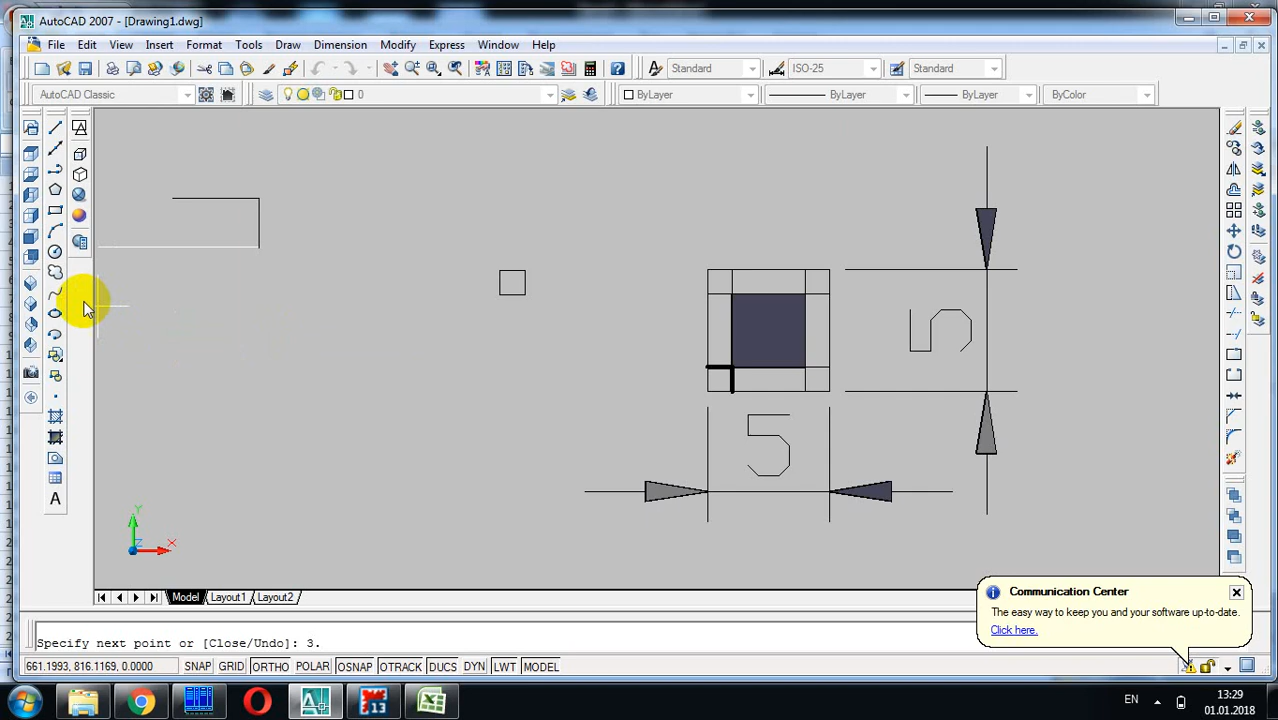 AutoCAD 2007 - [Drawing1.dwg]
File Edit View Insert Format Tools Draw Dimension Modify Express Window Help
Standard ISO-25 Standard
AutoCAD Classic 0 ByLayer ByLayer ByLayer ByColor
A
5
5
Y
X
Z
Model Layout1 Layout2
Communication Center
The easy way to keep you and your software up-to-date.
Click here.
Specify next point or [Close/Undo]: 3.
661.1993, 816.1169, 0.0000 SNAP GRID ORTHO POLAR OSNAP OTRACK DUCS DYN LWT MODEL
13
EN 13:29
01.01.2018